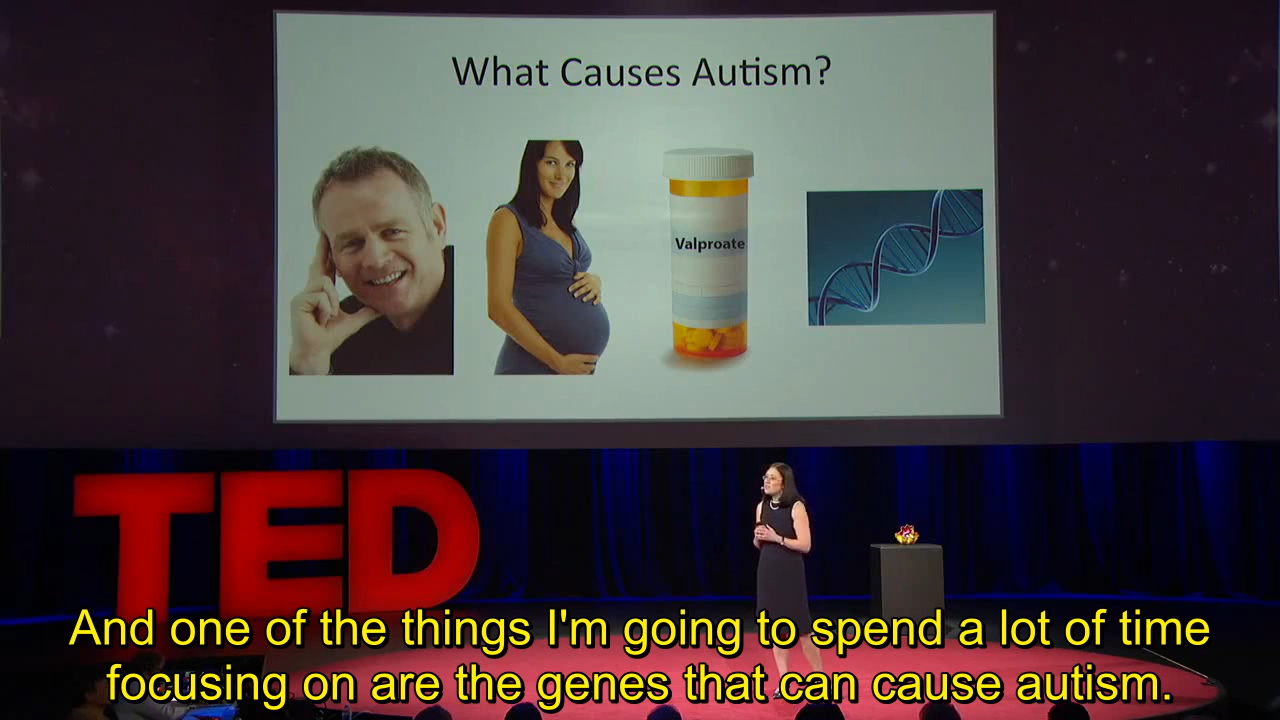 What Causes Autism?
Valproate
TED
And one of the things I'm going to spend a lot of time
focusing on are the genes that can cause autism.